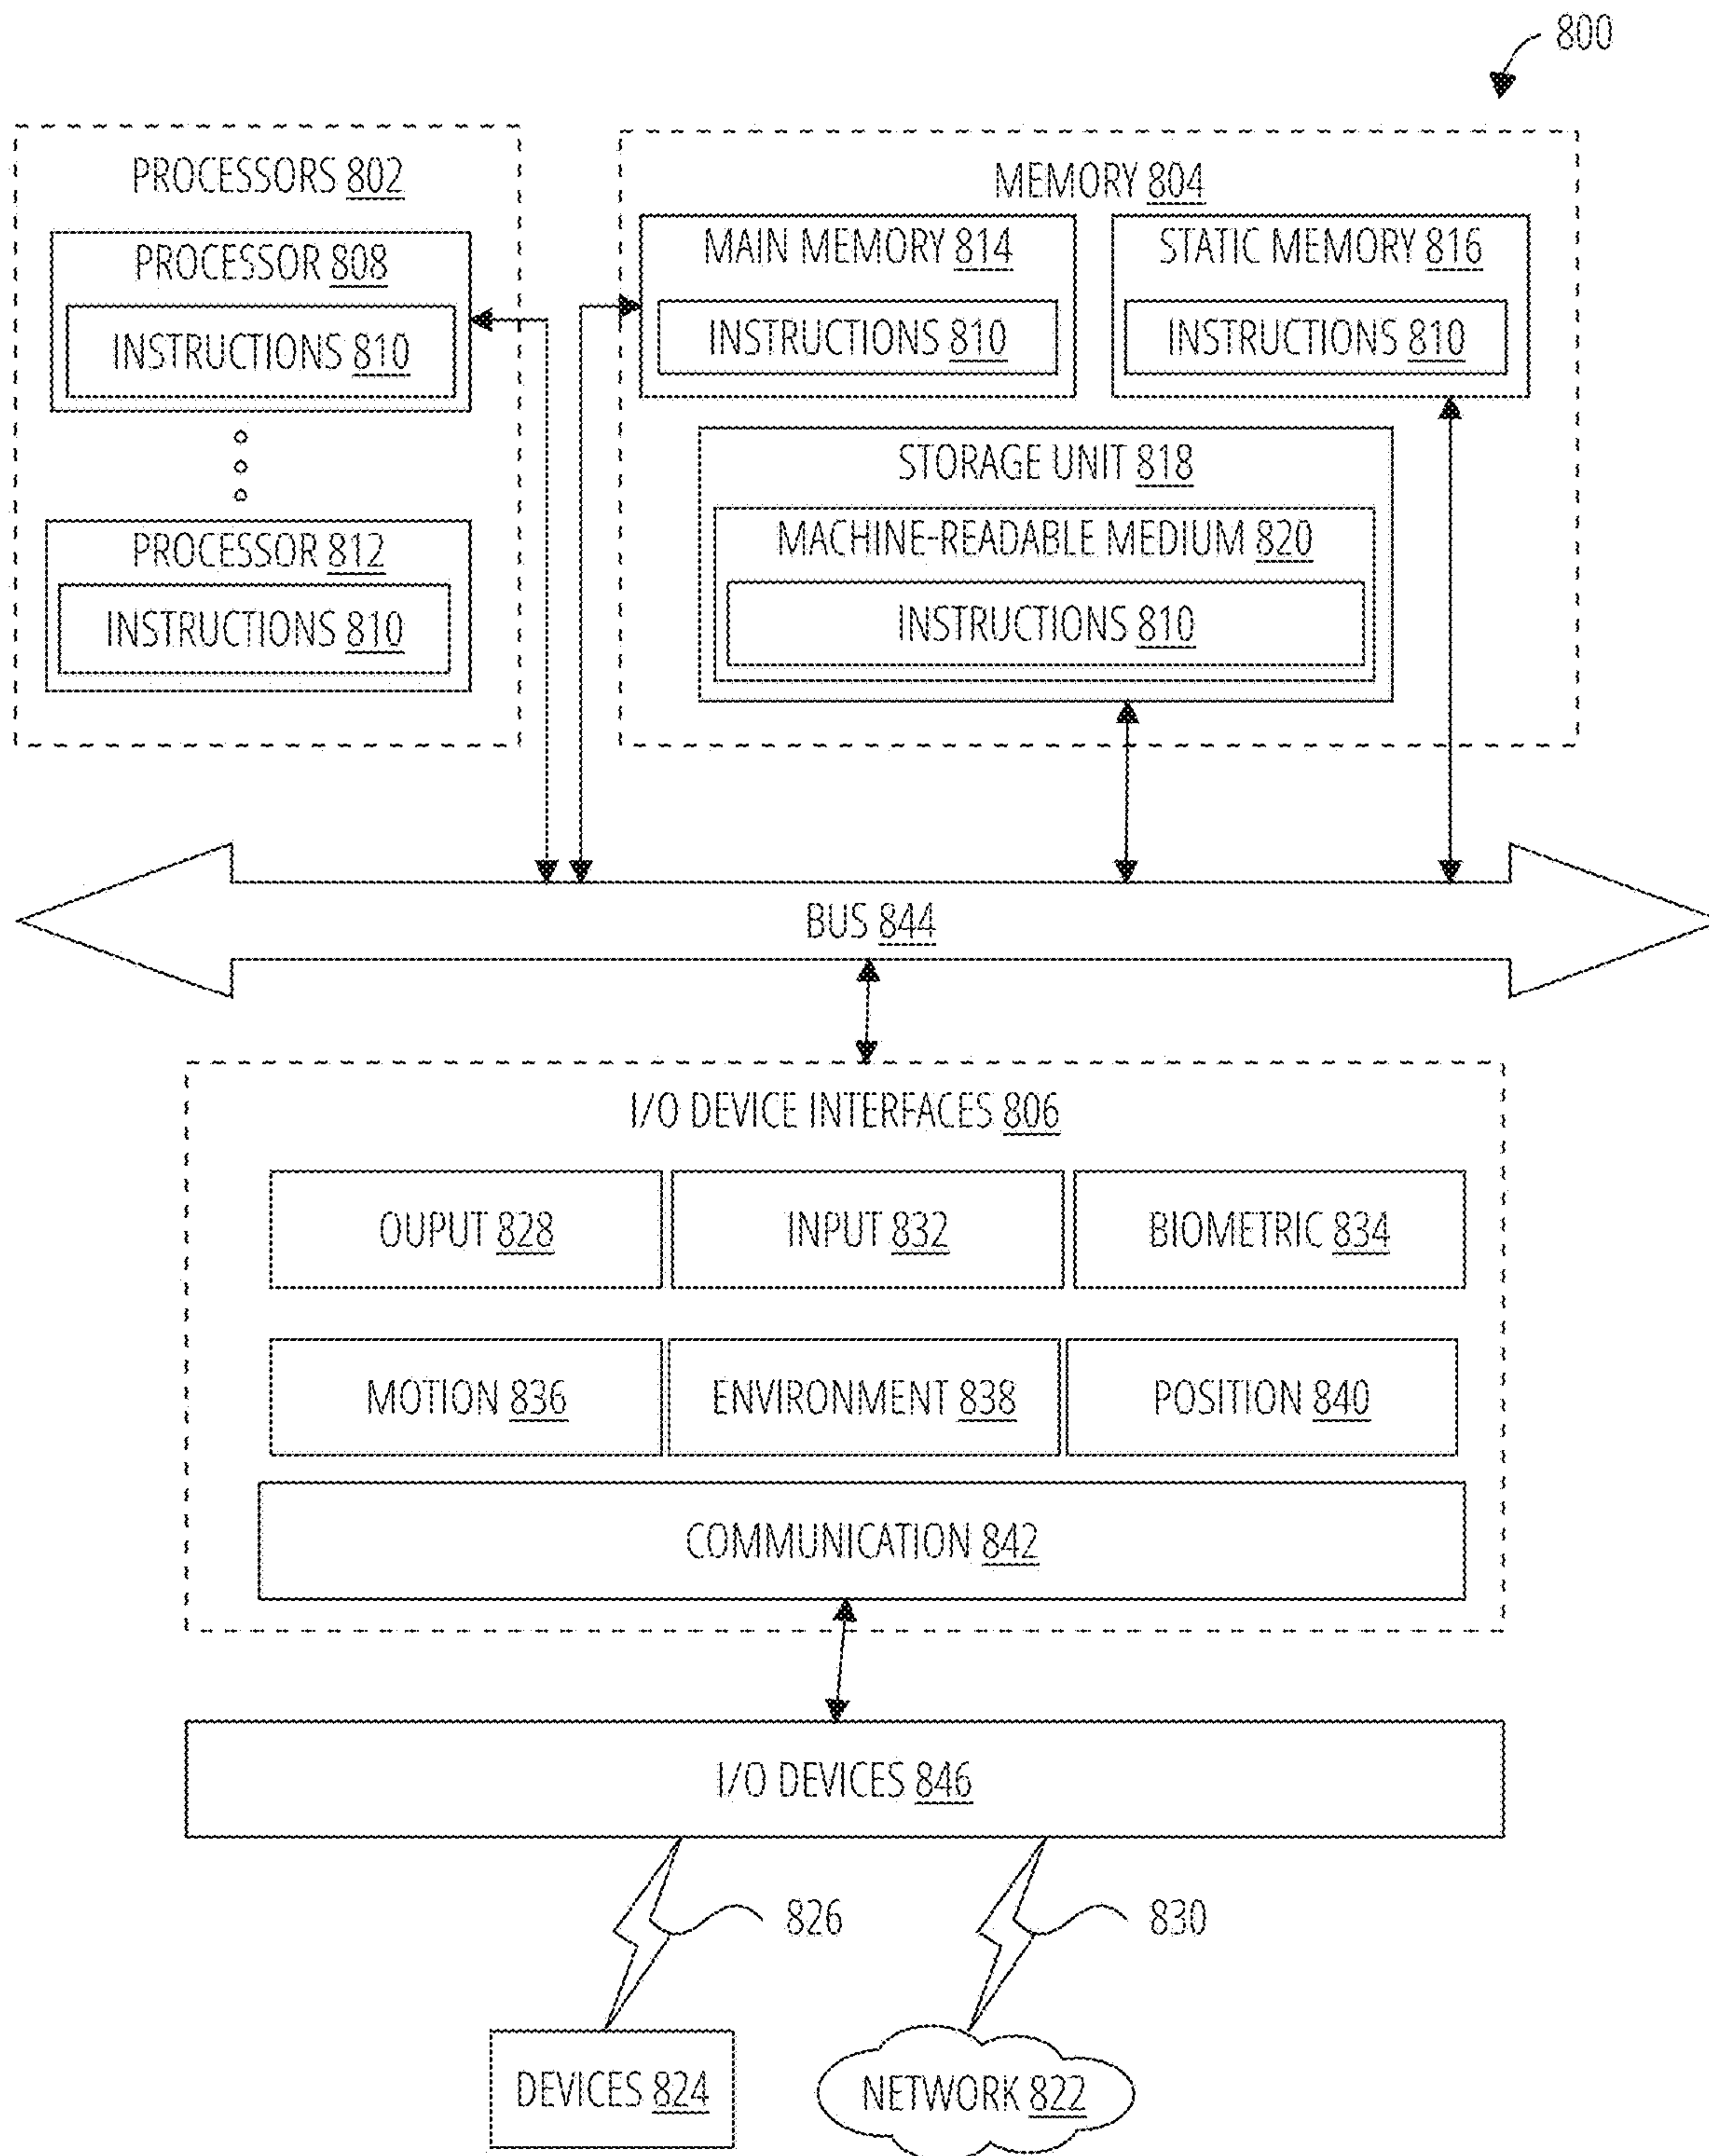 800
PROCESSORS 802
PROCESSOR 808
INSTRUCTIONS 810
PROCESSOR 812
INSTRUCTIONS 810
MEMORY 804
MAIN MEMORY 814
INSTRUCTIONS 810
STATIC MEMORY 816
INSTRUCTIONS 810
STORAGE UNIT 818
MACHINE-READABLE MEDIUM 820
INSTRUCTIONS 810
BUS 844
I/O DEVICE INTERFACES 806
OUPUT 828
INPUT 832
BIOMETRIC 834
MOTION 836
ENVIRONMENT 838
POSITION 840
COMMUNICATION 842
I/O DEVICES 846
826
830
DEVICES 824
NETWORK 822